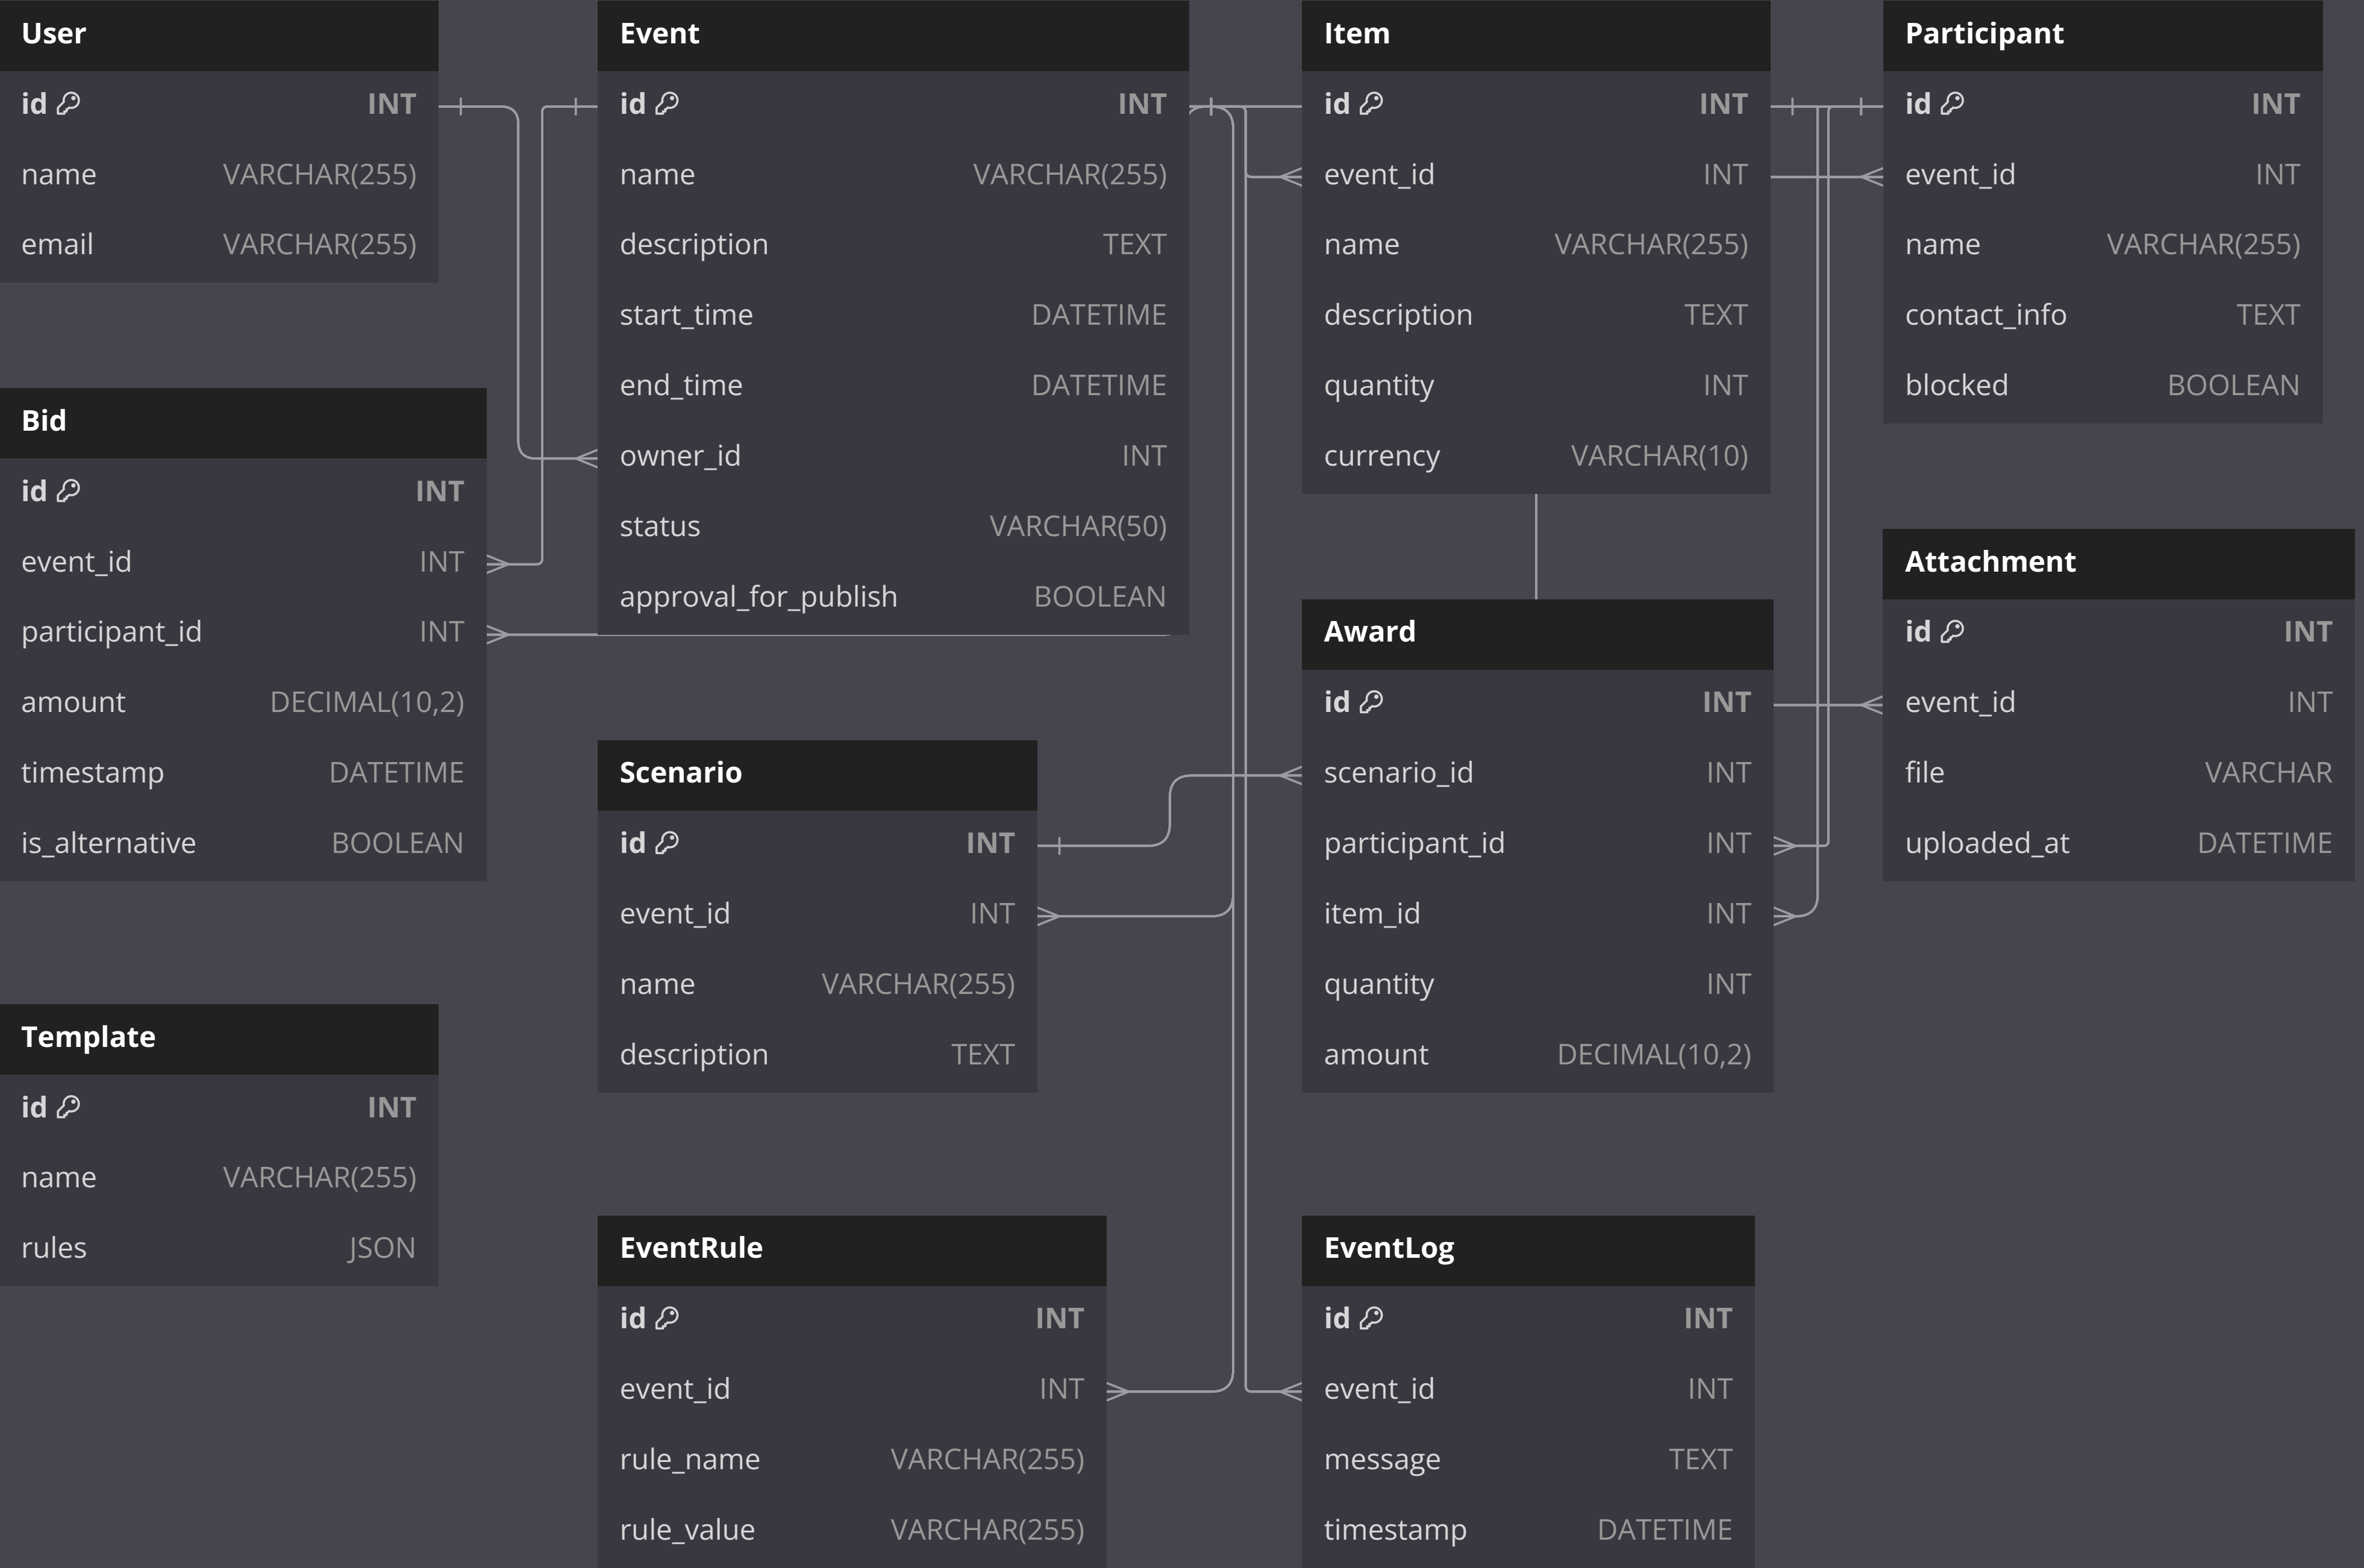 User
id INT
name VARCHAR(255)
email VARCHAR(255)
Event
id INT
name VARCHAR(255)
description TEXT
start_time DATETIME
end_time DATETIME
owner_id INT
status VARCHAR(50)
approval_for_publish BOOLEAN
Item
id INT
event_id INT
name VARCHAR(255)
description TEXT
quantity INT
currency VARCHAR(10)
Participant
id INT
event_id INT
name VARCHAR(255)
contact_info TEXT
blocked BOOLEAN
Bid
id INT
event_id INT
participant_id INT
amount DECIMAL(10,2)
timestamp DATETIME
is_alternative BOOLEAN
Scenario
id INT
event_id INT
name VARCHAR(255)
description TEXT
Award
id INT
scenario_id INT
participant_id INT
item_id INT
quantity INT
amount DECIMAL(10,2)
Attachment
id INT
event_id INT
file VARCHAR
uploaded_at DATETIME
Template
id INT
name VARCHAR(255)
rules JSON
EventRule
id INT
event_id INT
rule_name VARCHAR(255)
rule_value VARCHAR(255)
EventLog
id INT
event_id INT
message TEXT
timestamp DATETIME